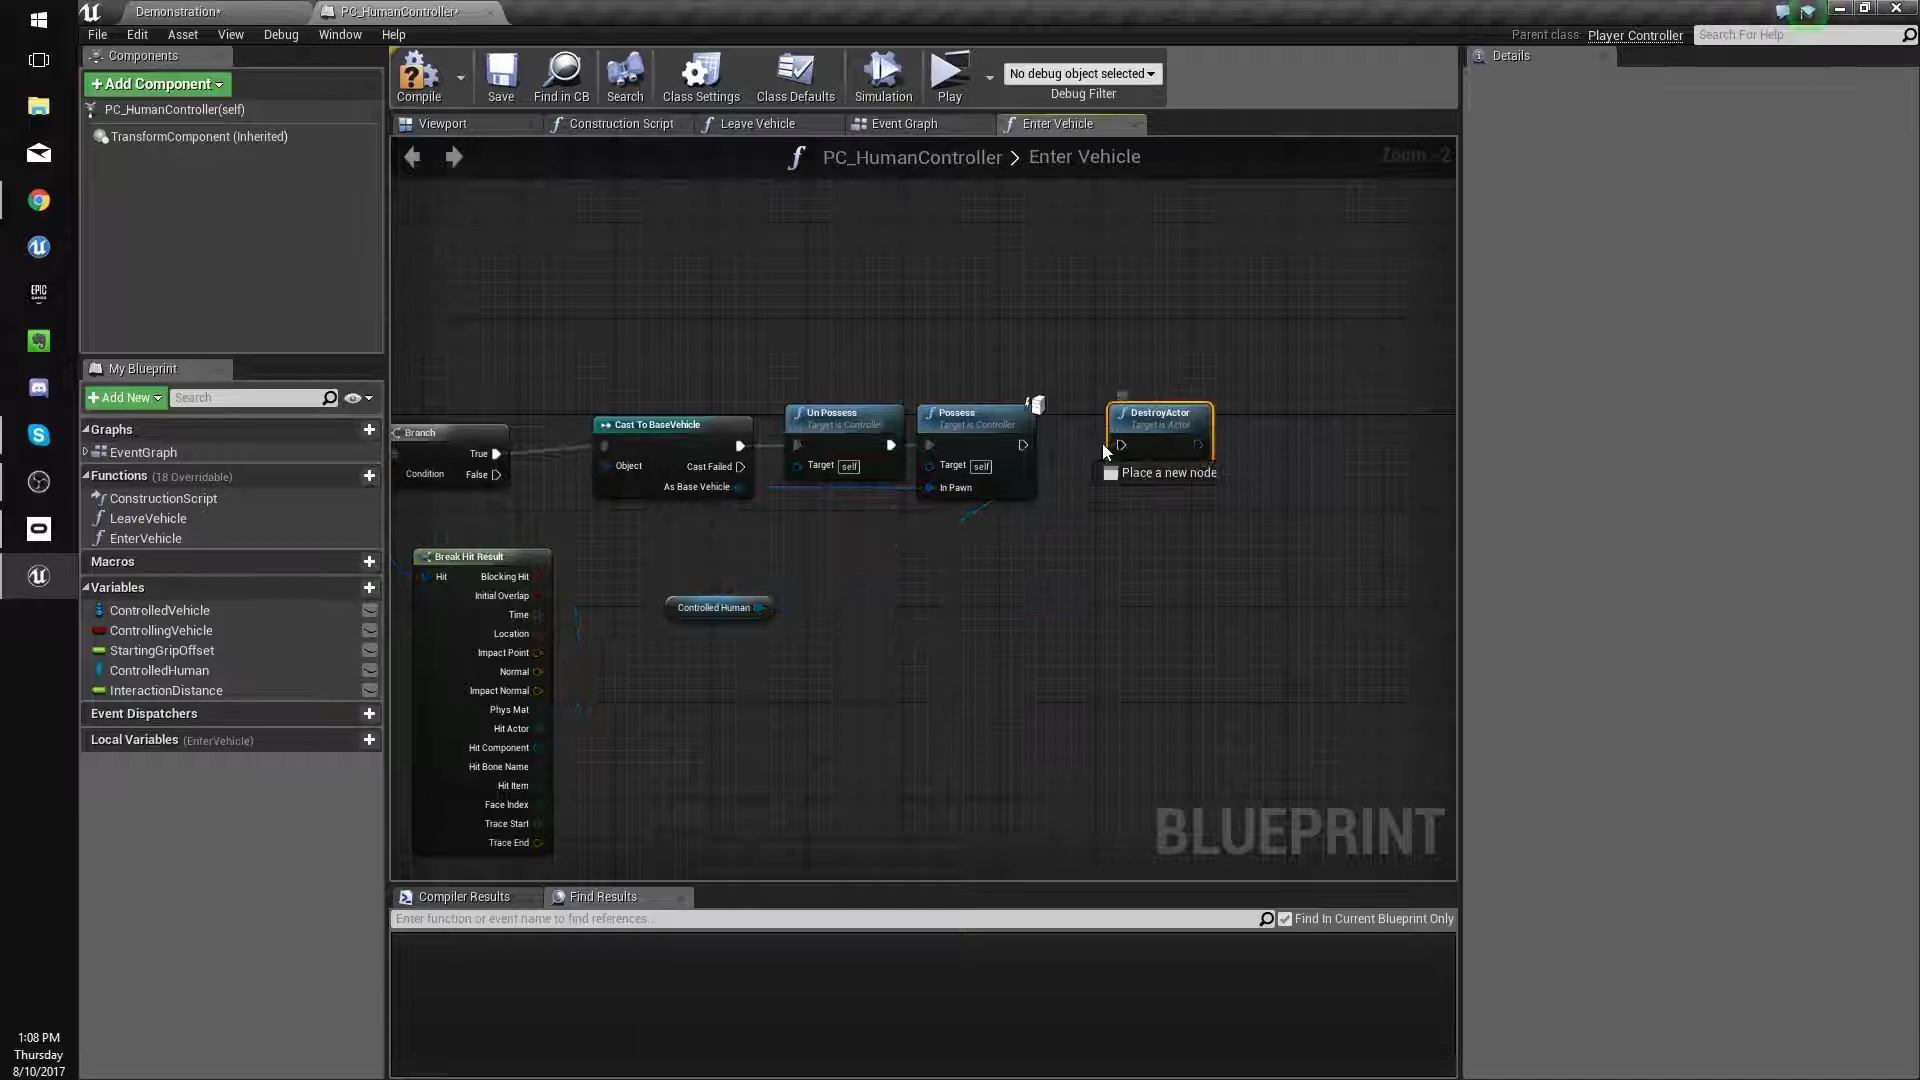 Demonstration*
PC_HumanController*
File Edit Asset View Debug Window Help
Parent class: Player Controller
Search For Help
Components
+ Add Component
PC_HumanController(self)
TransformComponent (Inherited)
My Blueprint
+ Add New
Search
Graphs
EventGraph
Functions (18 Overridable)
ConstructionScript
LeaveVehicle
EnterVehicle
Macros
Variables
ControlledVehicle
ControllingVehicle
StartingGripOffset
ControlledHuman
InteractionDistance
Event Dispatchers
Local Variables (EnterVehicle)
Compile Save Find in CB Search Class Settings Class Defaults Simulation Play
No debug object selected
Debug Filter
Viewport Construction Script Leave Vehicle Event Graph Enter Vehicle
PC_HumanController > Enter Vehicle
Zoom -2
Branch
True
Condition False
Cast To BaseVehicle
Object Cast Failed
As Base Vehicle
Un Possess
Target is Controlle
Target self
Possess
Target is Controller
Target self
In Pawn
DestroyActor
Target is Actor
Place a new node
Break Hit Result
Hit Blocking Hit
Initial Overlap
Time
Location
Impact Point
Normal
Impact Normal
Phys Mat
Hit Actor
Hit Component
Hit Bone Name
Hit Item
Face Index
Trace Start
Trace End
Controlled Human
BLUEPRINT
Compiler Results Find Results
Enter function or event name to find references...
Find In Current Blueprint Only
Details
EPIC
GAMES
1:08 PM
Thursday
8/10/2017